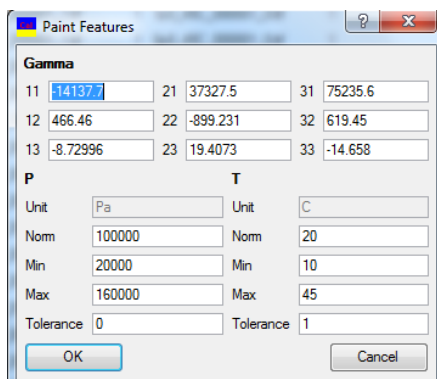 Paint Features
Gamma
11 -14137.7 21 37327.5 31 75235.6
12 466.46 22 -899.231 32 619.45
13 -8.72996 23 19.4073 33 -14.658
P T
Unit Pa Unit C
Norm 100000 Norm 20
Min 20000 Min 10
Max 160000 Max 45
Tolerance 0 Tolerance 1
OK Cancel